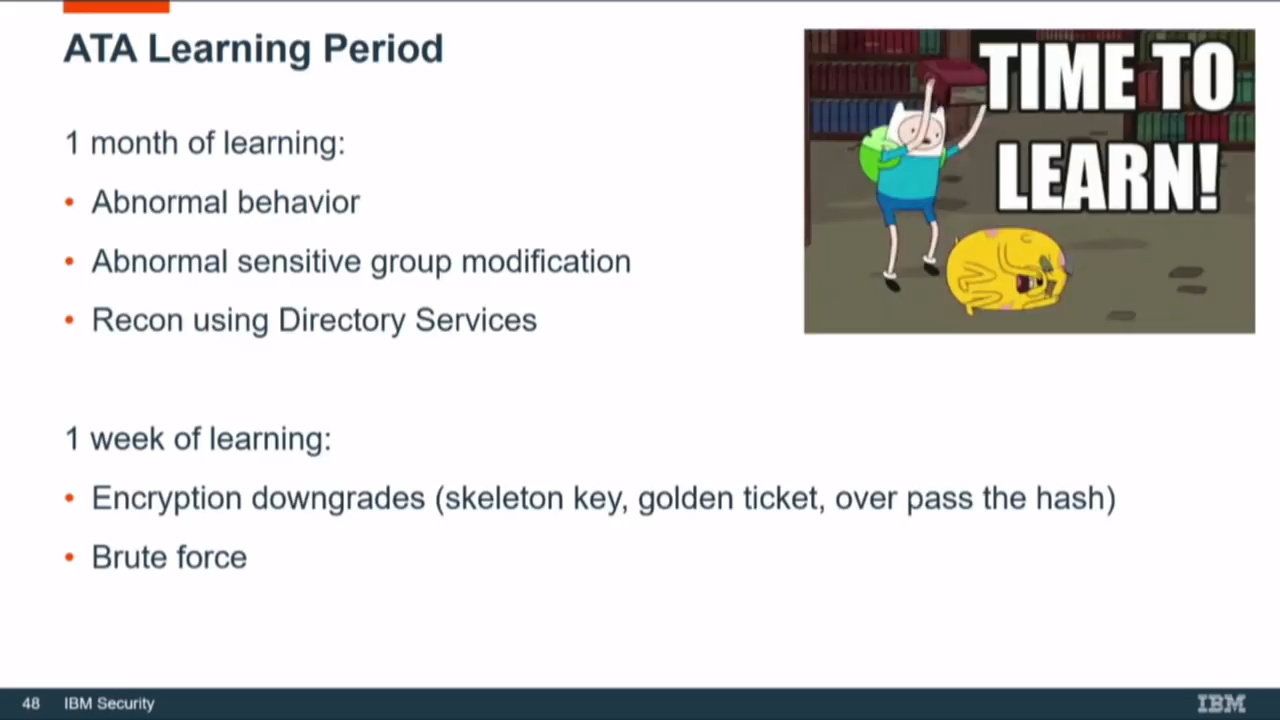 ATA Learning Period
TIME TO
LEARN!
1 month of learning:
• Abnormal behavior
• Abnormal sensitive group modification
• Recon using Directory Services
1 week of learning:
• Encryption downgrades (skeleton key, golden ticket, over pass the hash)
• Brute force
48 IBM Security
IBM